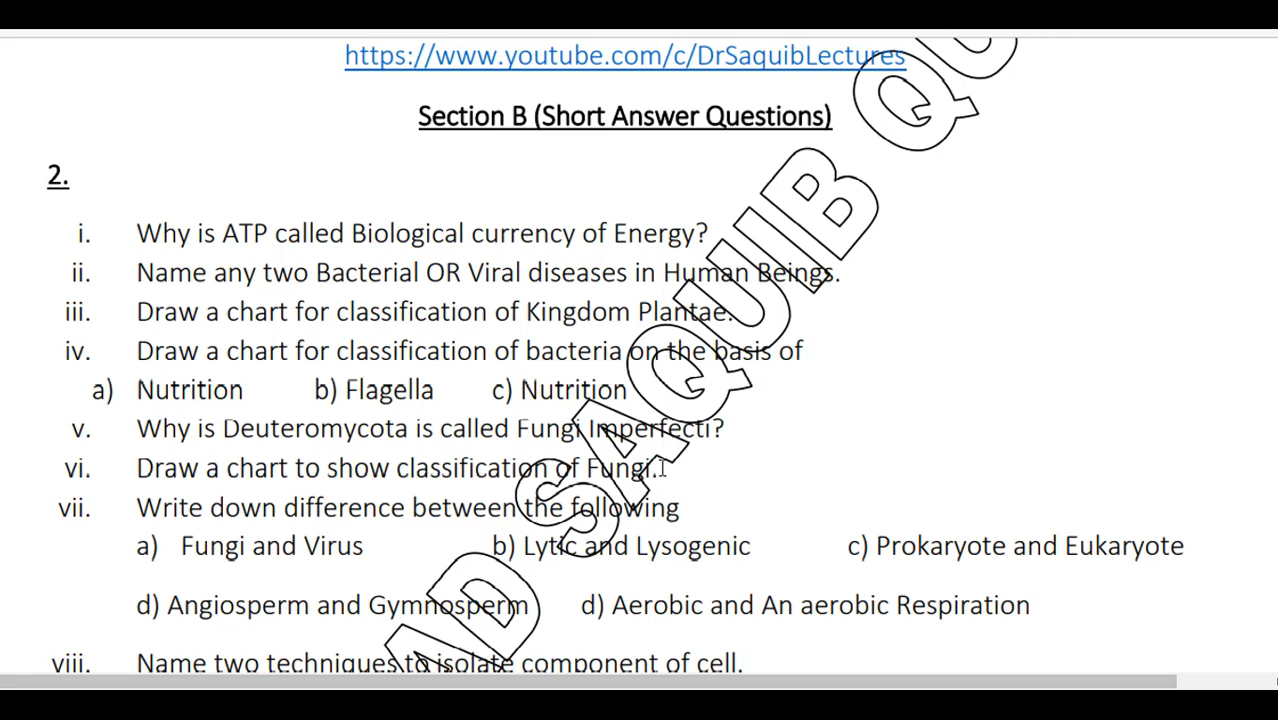 https://www.youtube.com/c/DrSaquibLectures
Section B (Short Answer Questions)
2.
i. Why is ATP called Biological currency of Energy?
ii. Name any two Bacterial OR Viral diseases in Human Beings.
iii. Draw a chart for classification of Kingdom Plantae.
iv. Draw a chart for classification of bacteria on the basis of
a) Nutrition b) Flagella c) Nutrition
v. Why is Deuteromycota is called Fungi Imperfecti?
vi. Draw a chart to show classification of Fungi.
vii. Write down difference between the following
a) Fungi and Virus b) Lytic and Lysogenic c) Prokaryote and Eukaryote
d) Angiosperm and Gymnosperm d) Aerobic and An aerobic Respiration
viii. Name two techniques to isolate component of cell.
AD SAQUIB QU